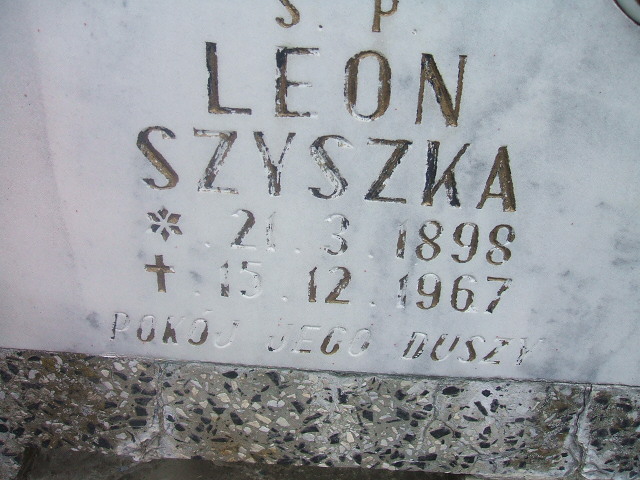 Ś. P.
LEON
SZYSZKA
* 21. 3. 1898
† 15. 12. 1967
POKÓJ JEGO DUSZY